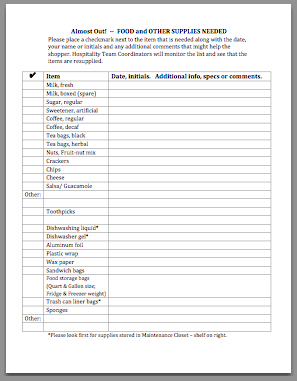 Almost Out! -- FOOD and OTHER SUPPLIES NEEDED
Please place a checkmark next to the item that is needed along with the date,
your name or initials and any additional comments that might help the
shopper. Hospitality Team Coordinators will monitor the list and see that the
items are resupplied.
✔ Item Date, initials. Additional info, specs or comments.
Milk, fresh
Milk, boxed (spare)
Sugar, regular
Sweetener, artificial
Coffee, regular
Coffee, decaf
Tea bags, black
Tea bags, herbal
Nuts, Fruit-nut mix
Crackers
Chips
Cheese
Salsa/ Guacamole
Other:
Toothpicks
Dishwashing liquid*
Dishwasher gel*
Aluminum foil
Plastic wrap
Wax paper
Sandwich bags
Food storage bags
(Quart & Gallon size;
Fridge & Freezer weight)
Trash can liner bags*
Sponges
Other:
*Please look first for supplies stored in Maintenance Closet – shelf on right.